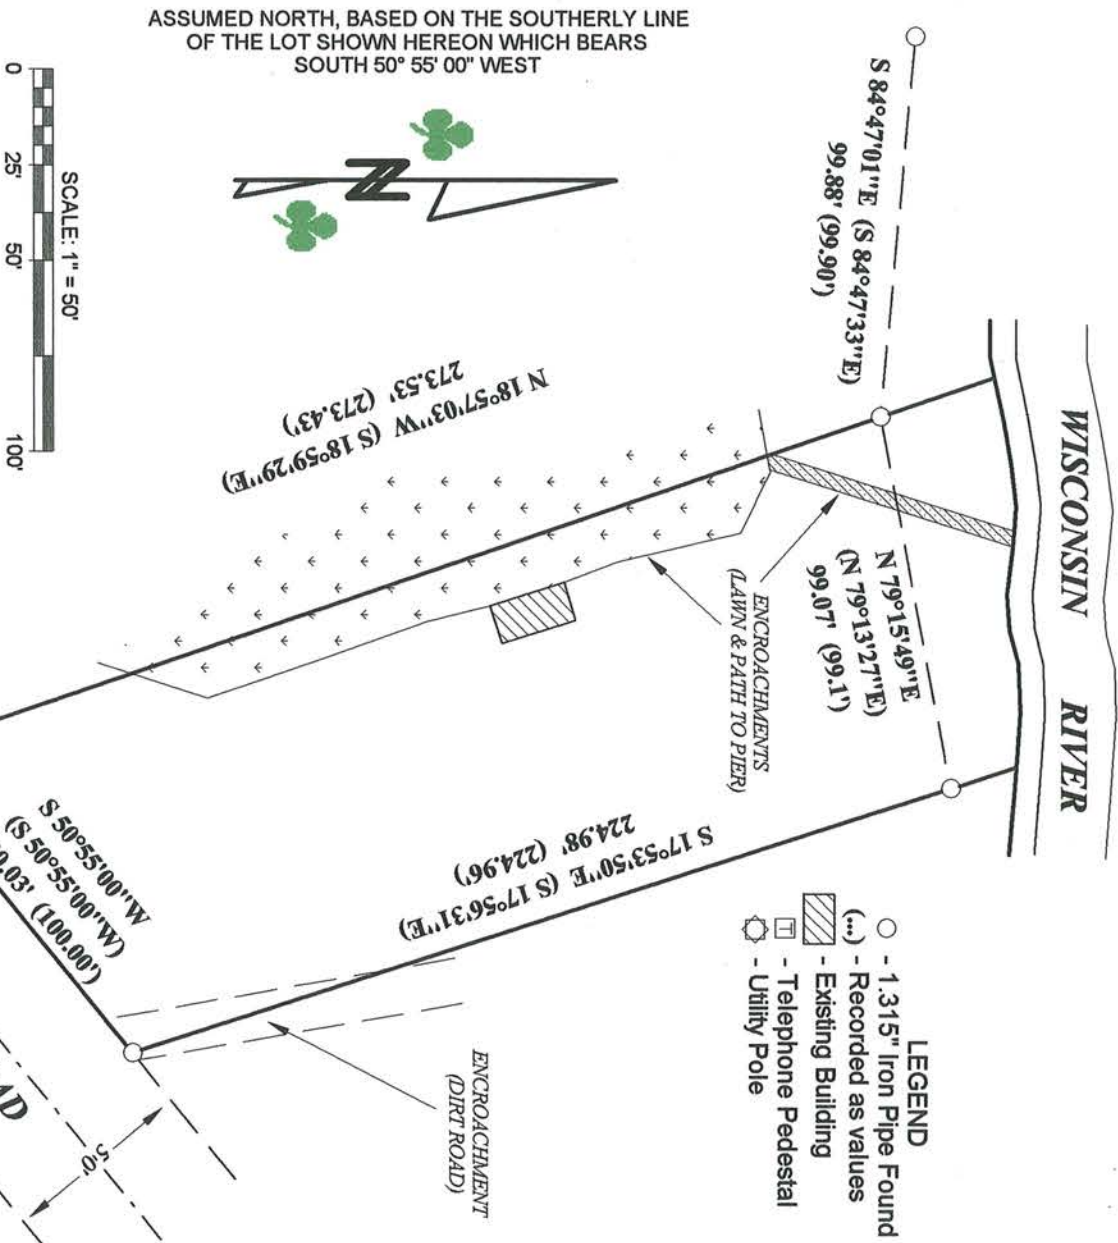 ASSUMED NORTH, BASED ON THE SOUTHERLY LINE
OF THE LOT SHOWN HEREON WHICH BEARS
SOUTH 50° 55' 00" WEST
N
SCALE: 1" = 50'
0 25' 50' 100'
S 84°47'01"E (S 84°47'33"E)
99.88' (99.90')
WISCONSIN RIVER
N 18°57'03"W (S 18°59'29"E)
273.53' (273.43')
N 79°15'49"E
(N 79°13'27"E)
99.07' (99.1')
ENCROACHMENTS
(LAWN & PATH TO PIER)
S 17°53'50"E (S 17°56'31"E)
224.98' (224.96')
S 50°55'00"W
(S 50°55'00"W)
0.03' (100.00')
ENCROACHMENT
(DIRT ROAD)
50'
AD
LEGEND
- 1.315" Iron Pipe Found
(...) - Recorded as values
- Existing Building
T - Telephone Pedestal
- Utility Pole